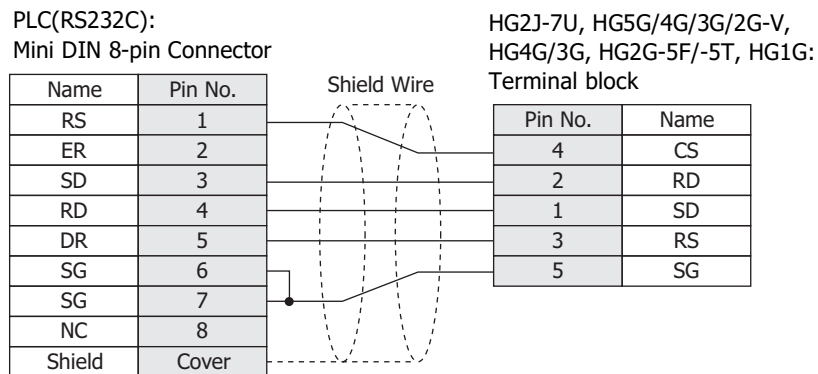 PLC(RS232C):
Mini DIN 8-pin Connector
HG2J-7U, HG5G/4G/3G/2G-V,
HG4G/3G, HG2G-5F/-5T, HG1G:
Terminal block
Shield Wire
Name Pin No.
RS 1
ER 2
SD 3
RD 4
DR 5
SG 6
SG 7
NC 8
Shield Cover
Pin No. Name
4 CS
2 RD
1 SD
3 RS
5 SG